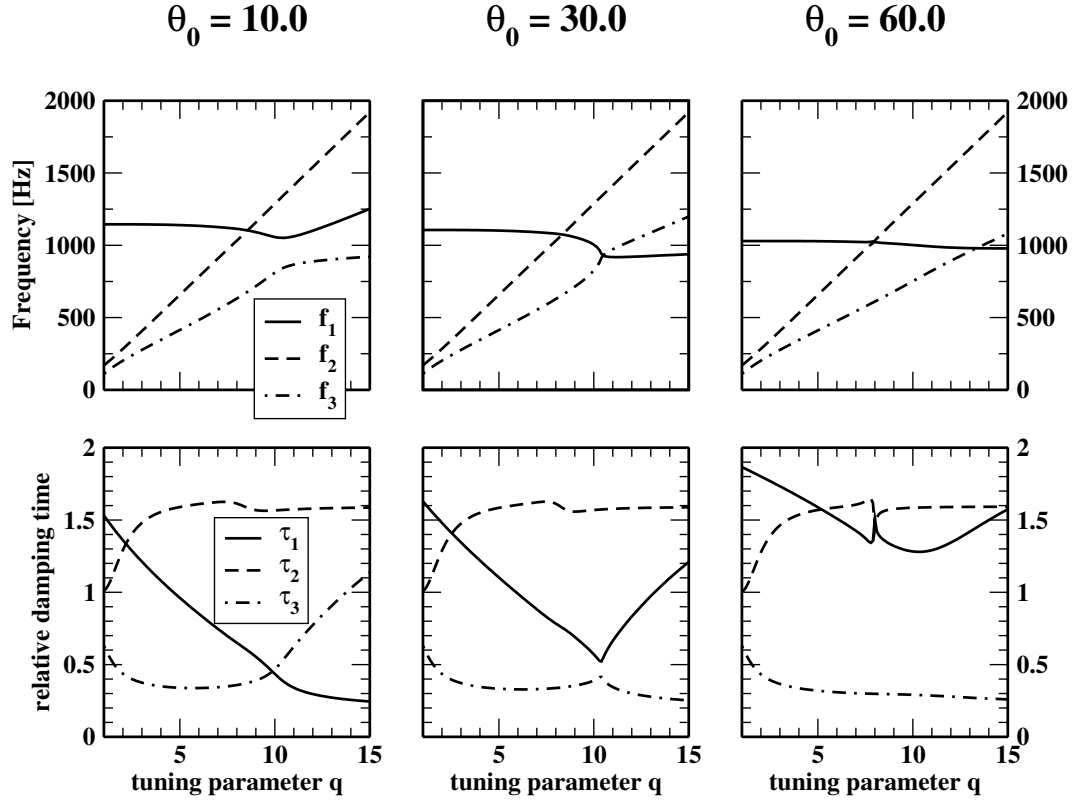 θ0 = 10.0 θ0 = 30.0 θ0 = 60.0
2000 2000
1500 1500
1000 1000
500 500
0 0
Frequency [Hz]
f1
f2
f3
2 2
1.5 1.5
1 1
0.5 0.5
0 0
relative damping time
τ1
τ2
τ3
5 10 15 5 10 15 5 10 15
tuning parameter q tuning parameter q tuning parameter q